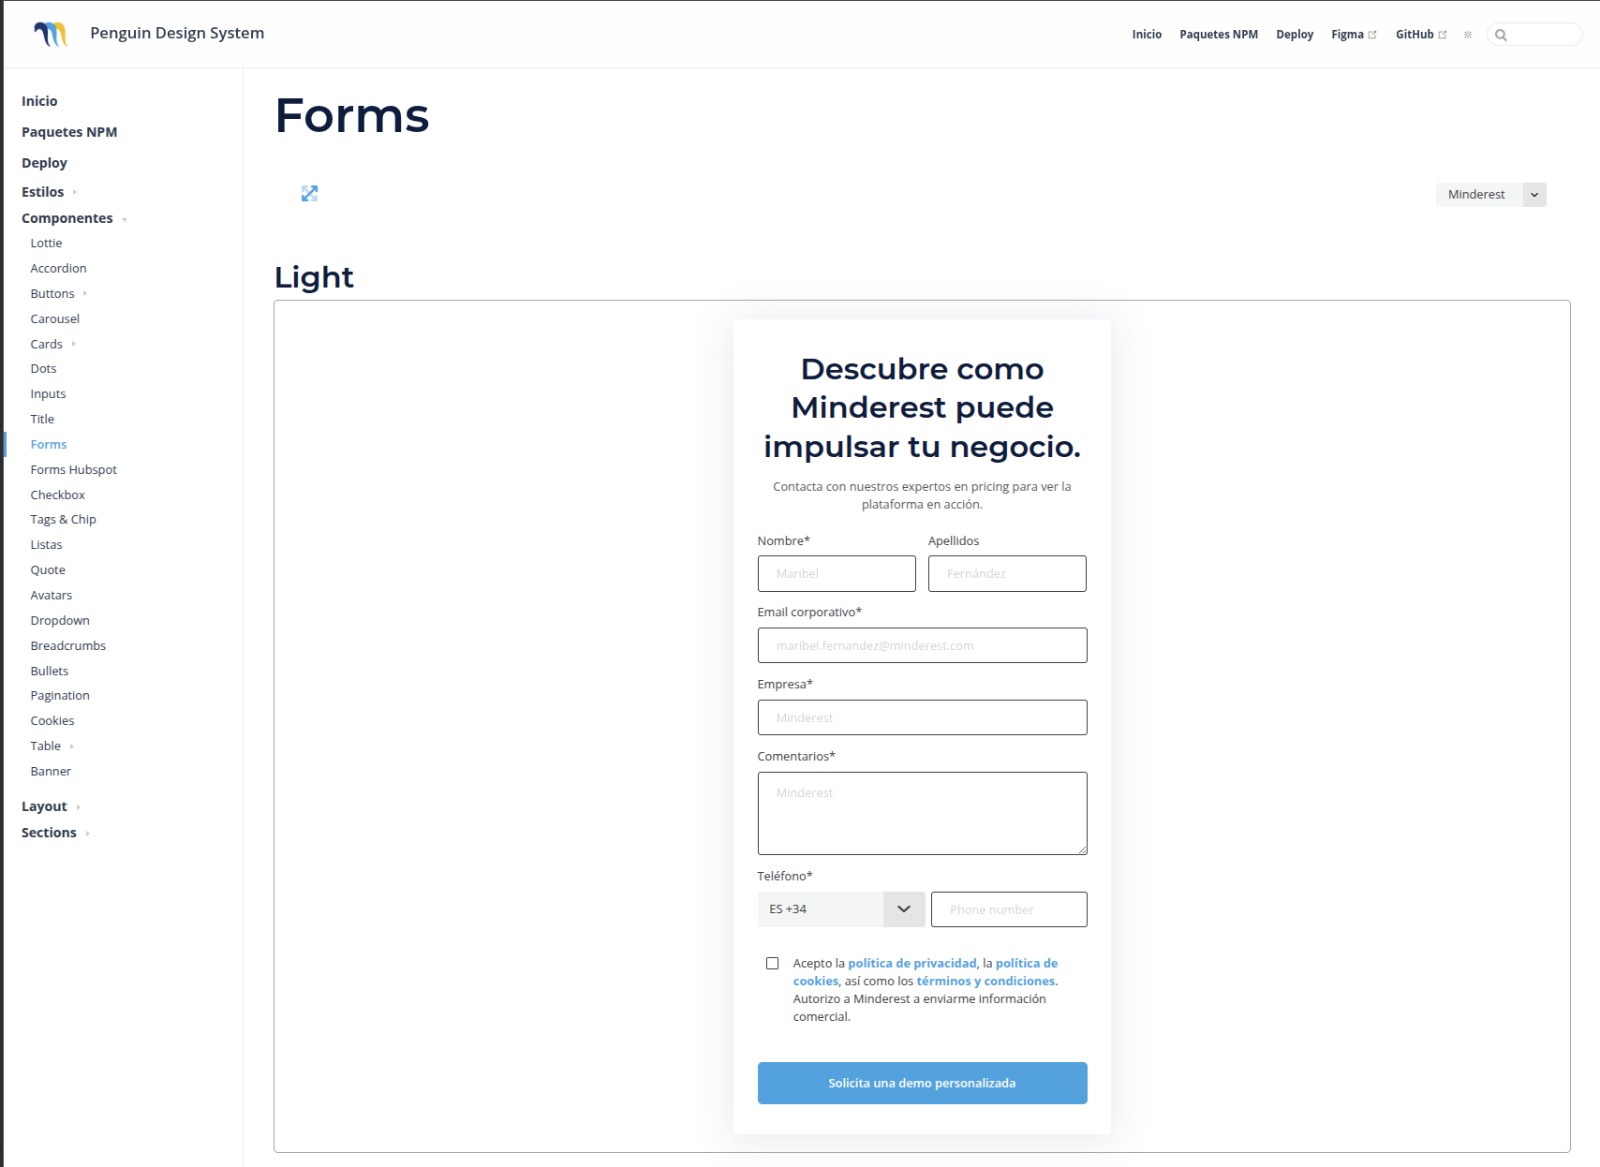 Penguin Design System
Inicio
Paquetes NPM
Deploy
Figma
GitHub
Inicio
Paquetes NPM
Deploy
Estilos
Componentes
Lottie
Accordion
Buttons
Carousel
Cards
Dots
Inputs
Title
Forms
Forms Hubspot
Checkbox
Tags & Chip
Listas
Quote
Avatars
Dropdown
Breadcrumbs
Bullets
Pagination
Cookies
Table
Banner
Layout
Sections
Forms
Minderest
Light
Descubre como
Minderest puede
impulsar tu negocio.
Contacta con nuestros expertos en pricing para ver la
plataforma en acción.
Nombre*
Apellidos
Maribel
Fernández
Email corporativo*
maribel.fernandez@minderest.com
Empresa*
Minderest
Comentarios*
Minderest
Teléfono*
ES +34
Phone number
Acepto la política de privacidad, la política de
cookies, así como los términos y condiciones.
Autorizo a Minderest a enviarme información
comercial.
Solicita una demo personalizada